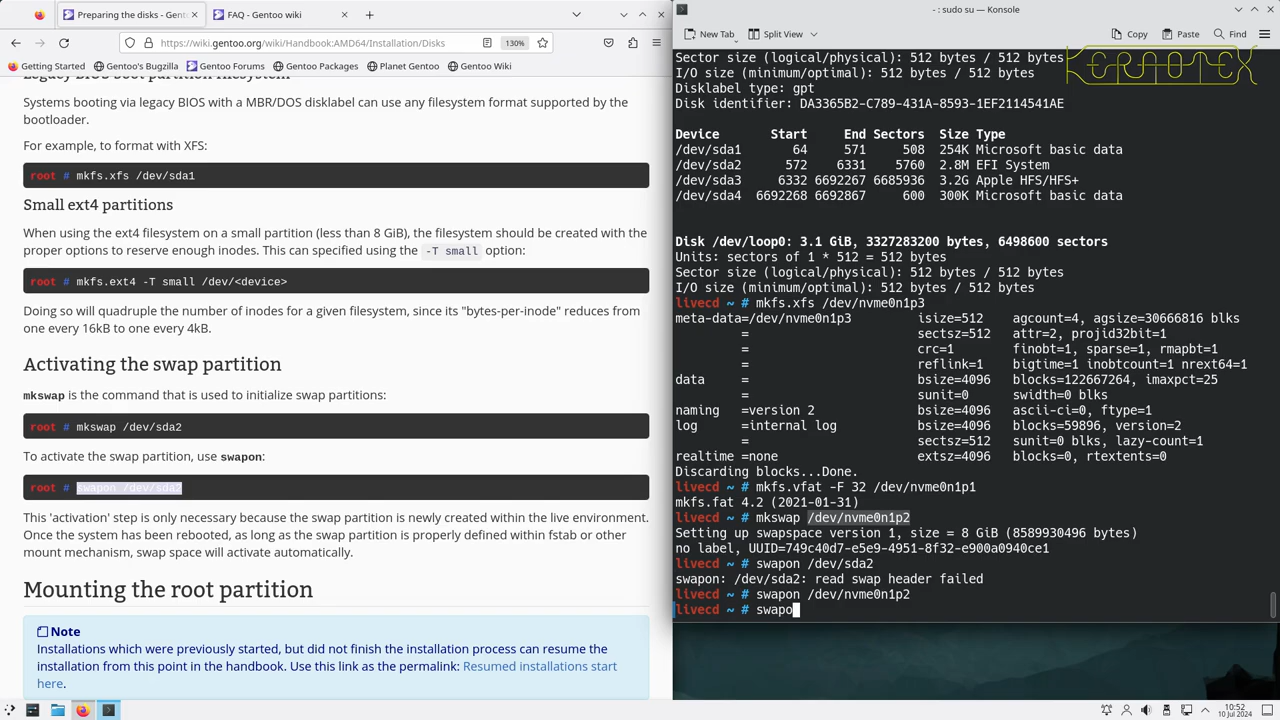 Preparing the disks - Gento
FAQ - Gentoo wiki
https://wiki.gentoo.org/wiki/Handbook:AMD64/Installation/Disks
130%
Getting Started
Gentoo's Bugzilla
Gentoo Forums
Gentoo Packages
Planet Gentoo
Gentoo Wiki
Legacy BIOS boot partition filesystem
Systems booting via legacy BIOS with a MBR/DOS disklabel can use any filesystem format supported by the
bootloader.
For example, to format with XFS:
root # mkfs.xfs /dev/sda1
Small ext4 partitions
When using the ext4 filesystem on a small partition (less than 8 GiB), the filesystem should be created with the
proper options to reserve enough inodes. This can specified using the -T small option:
root # mkfs.ext4 -T small /dev/<device>
Doing so will quadruple the number of inodes for a given filesystem, since its "bytes-per-inode" reduces from
one every 16kB to one every 4kB.
Activating the swap partition
mkswap is the command that is used to initialize swap partitions:
root # mkswap /dev/sda2
To activate the swap partition, use swapon:
root # swapon /dev/sda2
This 'activation' step is only necessary because the swap partition is newly created within the live environment.
Once the system has been rebooted, as long as the swap partition is properly defined within fstab or other
mount mechanism, swap space will activate automatically.
Mounting the root partition
Note
Installations which were previously started, but did not finish the installation process can resume the
installation from this point in the handbook. Use this link as the permalink: Resumed installations start
here.
- : sudo su — Konsole
New Tab
Split View
Copy
Paste
Find
KERAOTEX
Sector size (logical/physical): 512 bytes / 512 bytes
I/O size (minimum/optimal): 512 bytes / 512 bytes
Disklabel type: gpt
Disk identifier: DA3365B2-C789-431A-8593-1EF2114541AE
Device Start End Sectors Size Type
/dev/sda1 64 571 508 254K Microsoft basic data
/dev/sda2 572 6331 5760 2.8M EFI System
/dev/sda3 6332 6692267 6685936 3.2G Apple HFS/HFS+
/dev/sda4 6692268 6692867 600 300K Microsoft basic data
Disk /dev/loop0: 3.1 GiB, 3327283200 bytes, 6498600 sectors
Units: sectors of 1 * 512 = 512 bytes
Sector size (logical/physical): 512 bytes / 512 bytes
I/O size (minimum/optimal): 512 bytes / 512 bytes
livecd ~ # mkfs.xfs /dev/nvme0n1p3
meta-data=/dev/nvme0n1p3 isize=512 agcount=4, agsize=30666816 blks
= sectsz=512 attr=2, projid32bit=1
= crc=1 finobt=1, sparse=1, rmapbt=1
= reflink=1 bigtime=1 inobtcount=1 nrext64=1
data = bsize=4096 blocks=122667264, imaxpct=25
= sunit=0 swidth=0 blks
naming =version 2 bsize=4096 ascii-ci=0, ftype=1
log =internal log bsize=4096 blocks=59896, version=2
= sectsz=512 sunit=0 blks, lazy-count=1
realtime =none extsz=4096 blocks=0, rtextents=0
Discarding blocks...Done.
livecd ~ # mkfs.vfat -F 32 /dev/nvme0n1p1
mkfs.fat 4.2 (2021-01-31)
livecd ~ # mkswap /dev/nvme0n1p2
Setting up swapspace version 1, size = 8 GiB (8589930496 bytes)
no label, UUID=749c40d7-e5e9-4951-8f32-e900a0940ce1
livecd ~ # swapon /dev/sda2
swapon: /dev/sda2: read swap header failed
livecd ~ # swapon /dev/nvme0n1p2
livecd ~ # swapo
10:52
10 Jul 2024